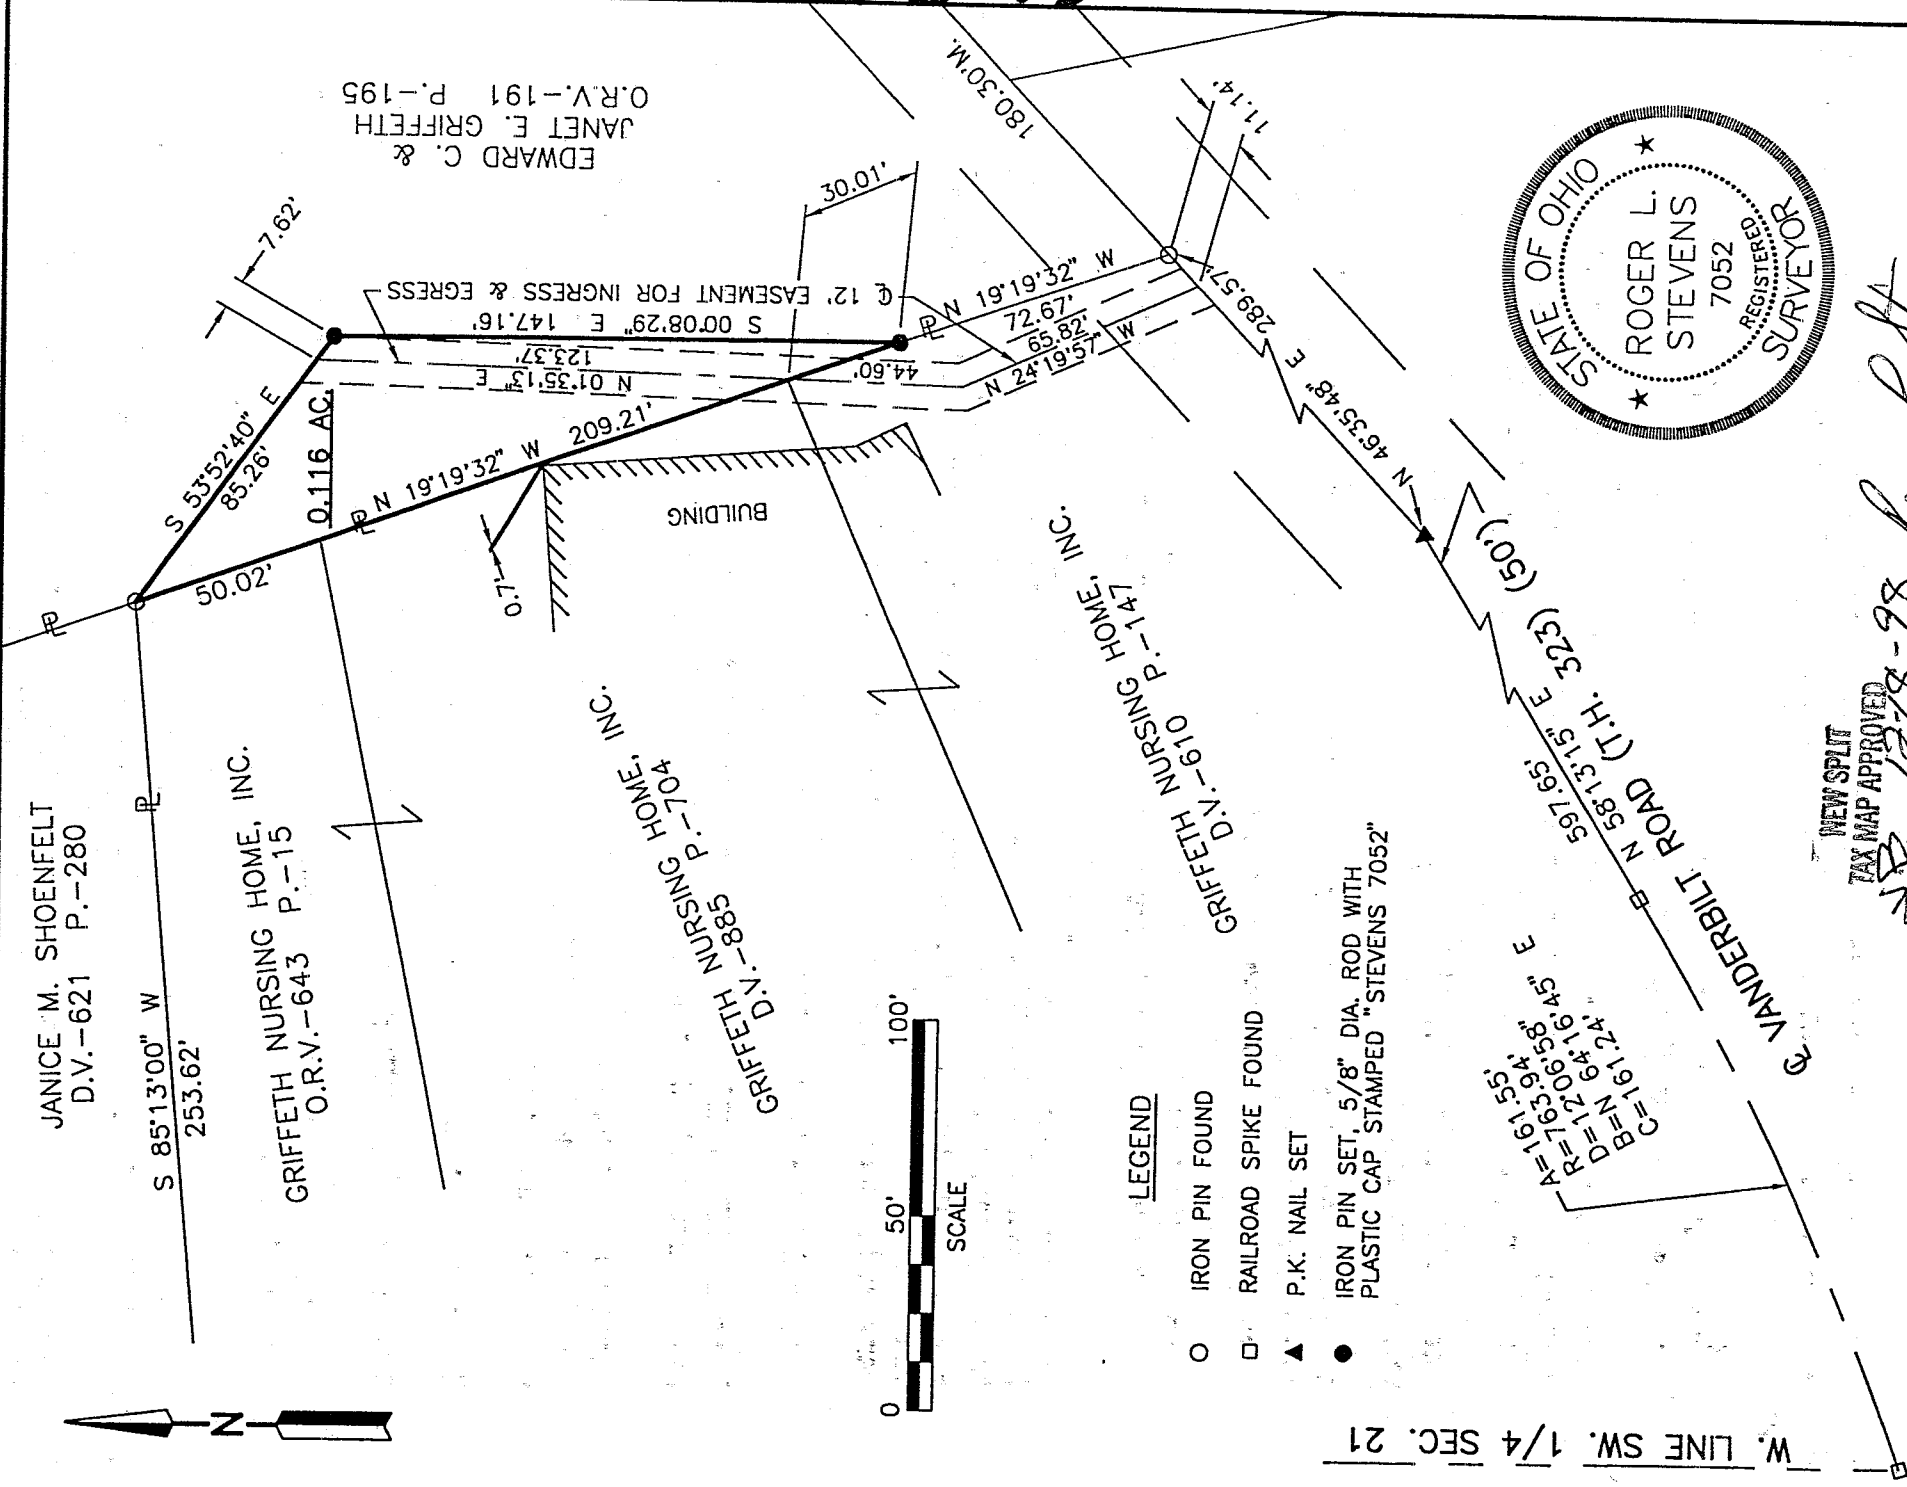 JANICE M. SHOENFELT
D.V.-621 P.-280
S 85°13'00" W
253.62'
GRIFFETH NURSING HOME, INC.
O.R.V.-643 P.-15
GRIFFETH NURSING HOME, INC.
D.V.-885 P.-704
GRIFFETH NURSING HOME, INC.
D.V.-610 P.-147
EDWARD C. &
JANET E. GRIFFETH
O.R.V.-191 P.-195
7.62'
S 53°52'40" E
85.26'
0.116 AC.
50.02'
N 19°19'32" W
209.21'
0.7'
BUILDING
℄ 12' EASEMENT FOR INGRESS & EGRESS
S 00°08'29" E 147.16'
123.37'
N 01°35'13" E
44.60'
30.01'
N 19°19'32" W
72.67'
65.82'
N 24°19'57" W
180.30'M.
11.14'
289.57'
N 46°35'48" E
597.65'
N 58°13'15" E
℄ VANDERBILT ROAD (T.H. 323) (50')
A=161.55'
R=763.94'
D=12°06'58"
B=N 64°16'45" E
C=161.24'
W. LINE SW. 1/4 SEC. 21
STATE OF OHIO
ROGER L.
STEVENS
7052
REGISTERED
SURVEYOR
NEW SPLIT
TAX MAP APPROVED
LEGEND
IRON PIN FOUND
RAILROAD SPIKE FOUND
P.K. NAIL SET
IRON PIN SET, 5/8" DIA. ROD WITH
PLASTIC CAP STAMPED "STEVENS 7052"
0 50' 100'
SCALE
N